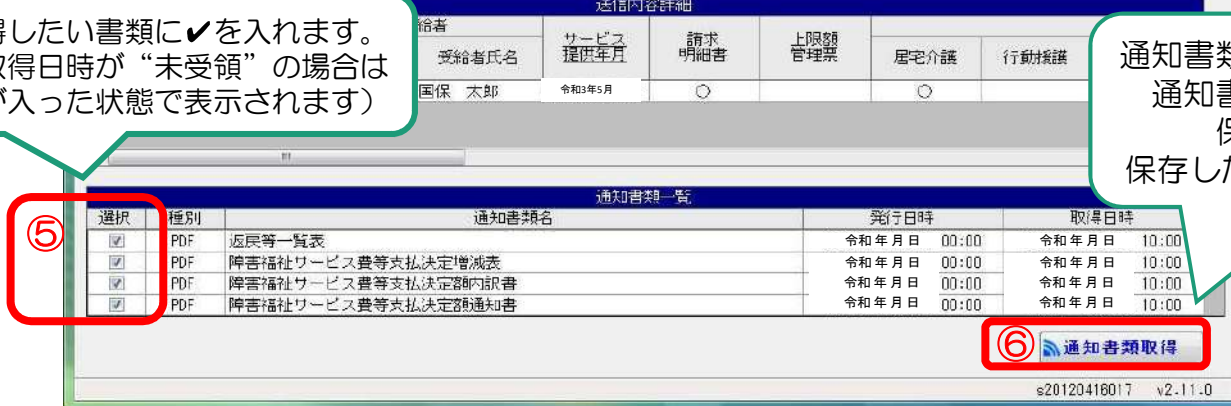 得したい書類に✔を入れます。
取得日時が“未受領”の場合は
が入った状態で表示されます）
送信内容詳細
給者
受給者氏名
サービス
提供年月
請求
明細書
上限額
管理票
居宅介護
行動援護
国保 太郎
令和3年5月
○
○
通知書類
通知書
保
保存した
通知書類一覧
⑤
選択 種別 通知書類名 発行日時 取得日時
PDF 返戻等一覧表 令和 年 月 日 00:00 令和 年 月 日 10:00
PDF 障害福祉サービス費等支払決定増減表 令和 年 月 日 00:00 令和 年 月 日 10:00
PDF 障害福祉サービス費等支払決定額内訳書 令和 年 月 日 00:00 令和 年 月 日 10:00
PDF 障害福祉サービス費等支払決定額通知書 令和 年 月 日 00:00 令和 年 月 日 10:00
⑥ 通知書類取得
s20120416017 v2.11.0